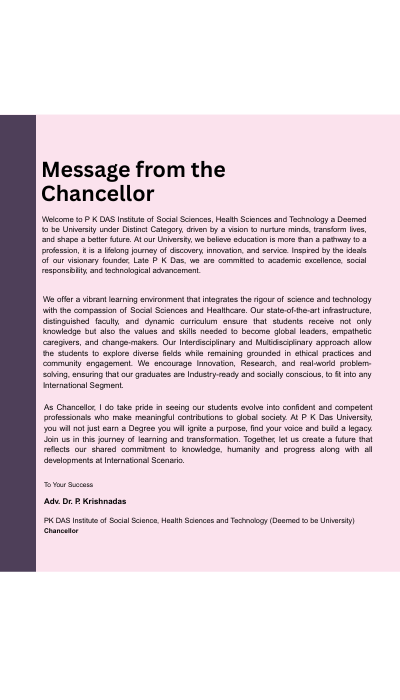 Message from the
Chancellor
Welcome to P K DAS Institute of Social Sciences, Health Sciences and Technology a Deemed
to be University under Distinct Category, driven by a vision to nurture minds, transform lives,
and shape a better future. At our University, we believe education is more than a pathway to a
profession, it is a lifelong journey of discovery, innovation, and service. Inspired by the ideals
of our visionary founder, Late P K Das, we are committed to academic excellence, social
responsibility, and technological advancement.
We offer a vibrant learning environment that integrates the rigour of science and technology
with the compassion of Social Sciences and Healthcare. Our state-of-the-art infrastructure,
distinguished faculty, and dynamic curriculum ensure that students receive not only
knowledge but also the values and skills needed to become global leaders, empathetic
caregivers, and change-makers. Our Interdisciplinary and Multidisciplinary approach allow
the students to explore diverse fields while remaining grounded in ethical practices and
community engagement. We encourage Innovation, Research, and real-world problem-
solving, ensuring that our graduates are Industry-ready and socially conscious, to fit into any
International Segment.
As Chancellor, I do take pride in seeing our students evolve into confident and competent
professionals who make meaningful contributions to global society. At P K Das University,
you will not just earn a Degree you will ignite a purpose, find your voice and build a legacy.
Join us in this journey of learning and transformation. Together, let us create a future that
reflects our shared commitment to knowledge, humanity and progress along with all
developments at International Scenario.
To Your Success
Adv. Dr. P. Krishnadas
PK DAS Institute of Social Science, Health Sciences and Technology (Deemed to be University)
Chancellor